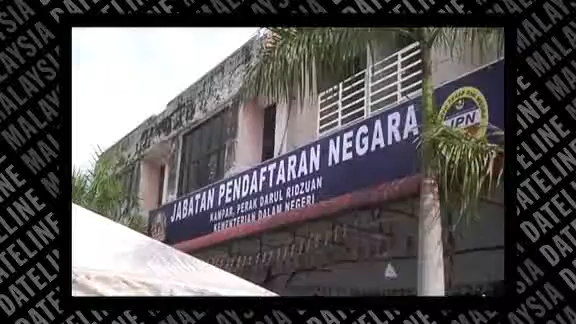 JABATAN PENDAFTARAN NEGARA
KAMPAR, PERAK DARUL RIDZUAN
KEMENTERIAN DALAM NEGERI
JPN
DATELINE MALAYSIA